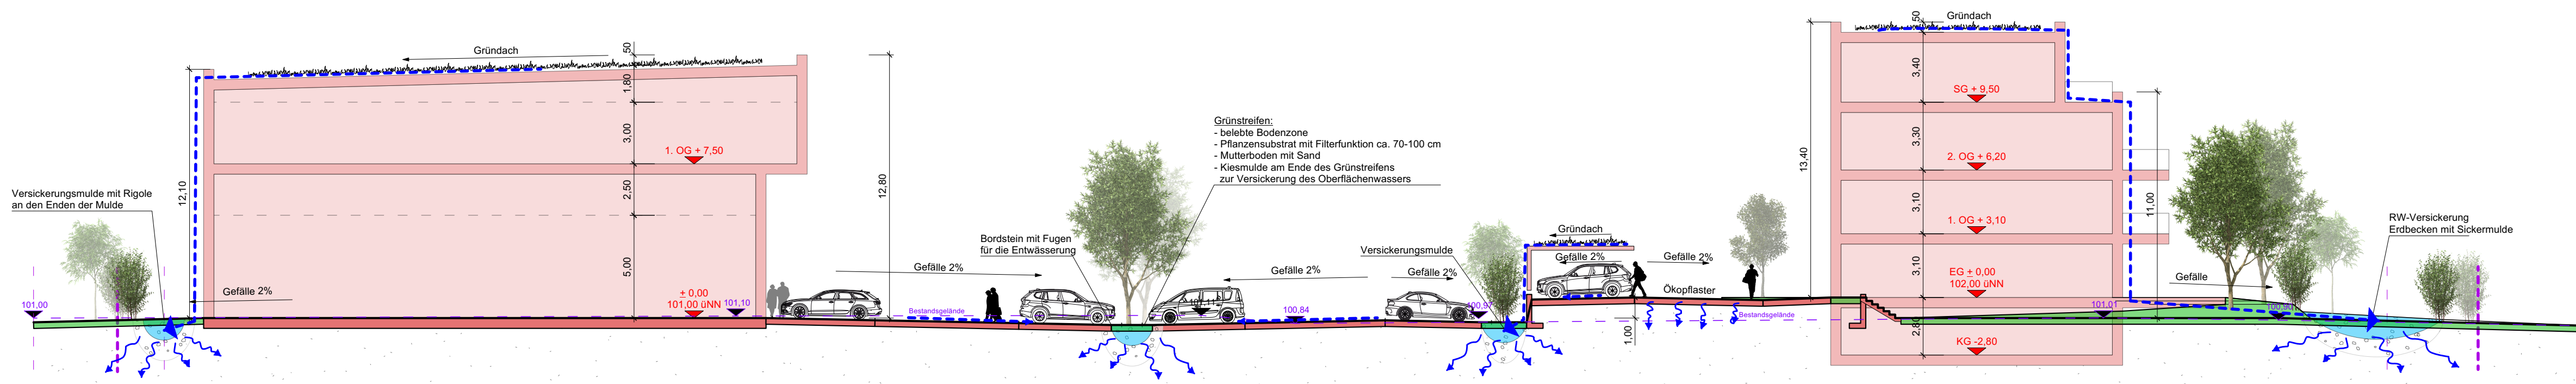 Gründach
50
1,80
3,00
2,50
5,00
12,10
1. OG + 7,50
± 0,00
101,00 üNN
101,10
Versickerungsmulde mit Rigole
an den Enden der Mulde
101,00
Gefälle 2%
12,80
Gefälle 2%
Bestandsgelände
Bordstein mit Fugen
für die Entwässerung
Grünstreifen:
- belebte Bodenzone
- Pflanzensubstrat mit Filterfunktion ca. 70-100 cm
- Mutterboden mit Sand
- Kiesmulde am Ende des Grünstreifens
zur Versickerung des Oberflächenwassers
Gefälle 2%
100,84
Versickerungsmulde
Gefälle 2%
100,97
Gründach
Gefälle 2%
Gefälle 2%
Ökopflaster
1,00
Bestandsgelände
13,40
Gründach
50
3,40
3,30
3,10
3,10
2,80
SG + 9,50
2. OG + 6,20
1. OG + 3,10
EG ± 0,00
102,00 üNN
KG -2,80
11,00
101,01
Gefälle
RW-Versickerung
Erdbecken mit Sickermulde